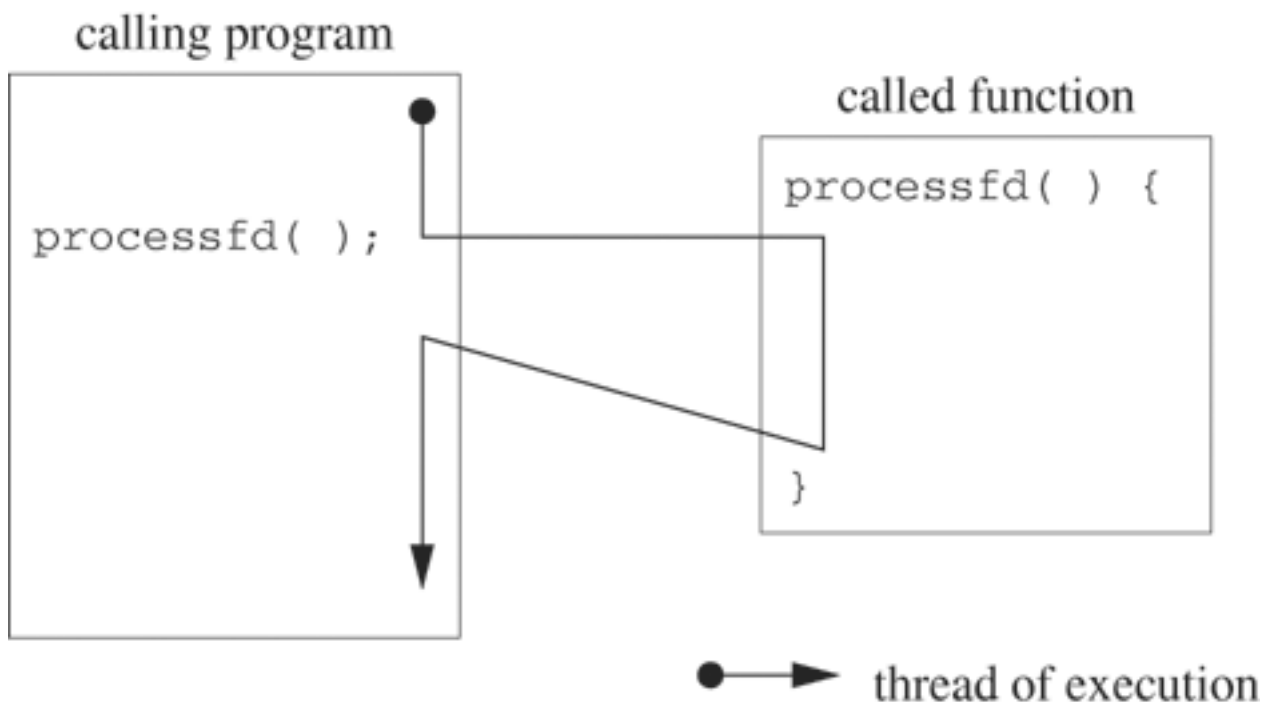 calling program
called function
processfd( ) {
processfd( );
}
thread of execution